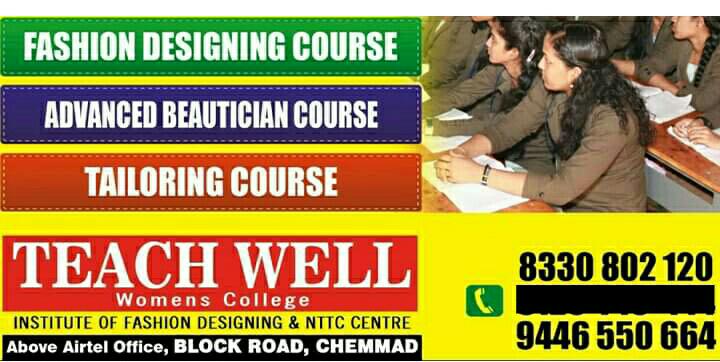 FASHION DESIGNING COURSE
ADVANCED BEAUTICIAN COURSE
TAILORING COURSE
TEACH WELL
Womens College
INSTITUTE OF FASHION DESIGNING & NTTC CENTRE
Above Airtel Office, BLOCK ROAD, CHEMMAD
8330 802 120
9446 550 664